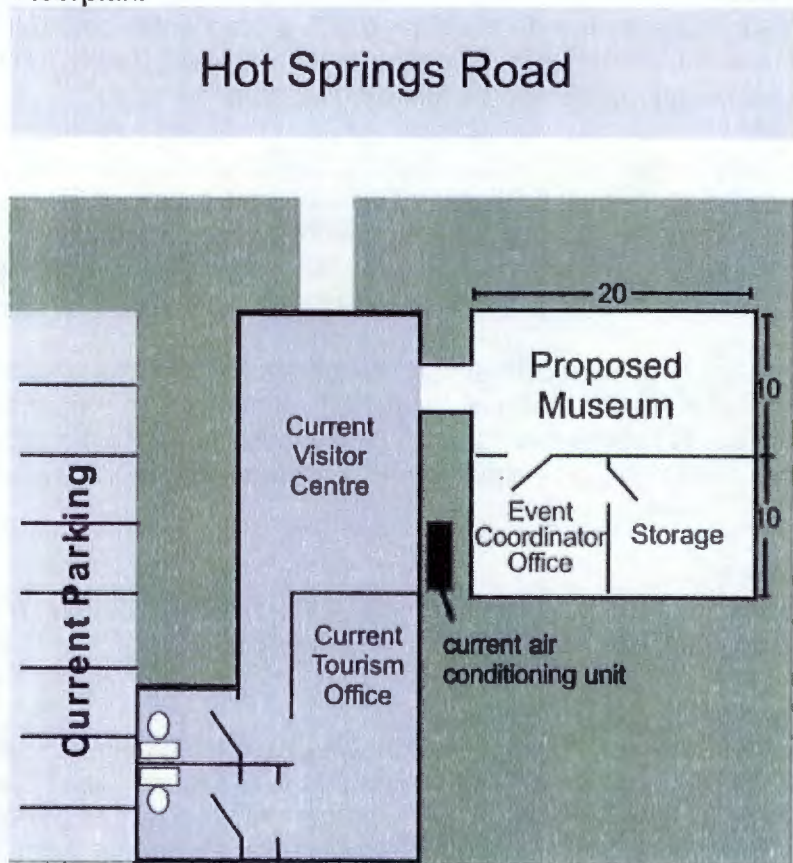 Hot Springs Road
20
Proposed
Museum
10
Current
Visitor
Centre
Current Parking
Event
Coordinator
Office
Storage
10
Current
Tourism
Office
current air
conditioning unit